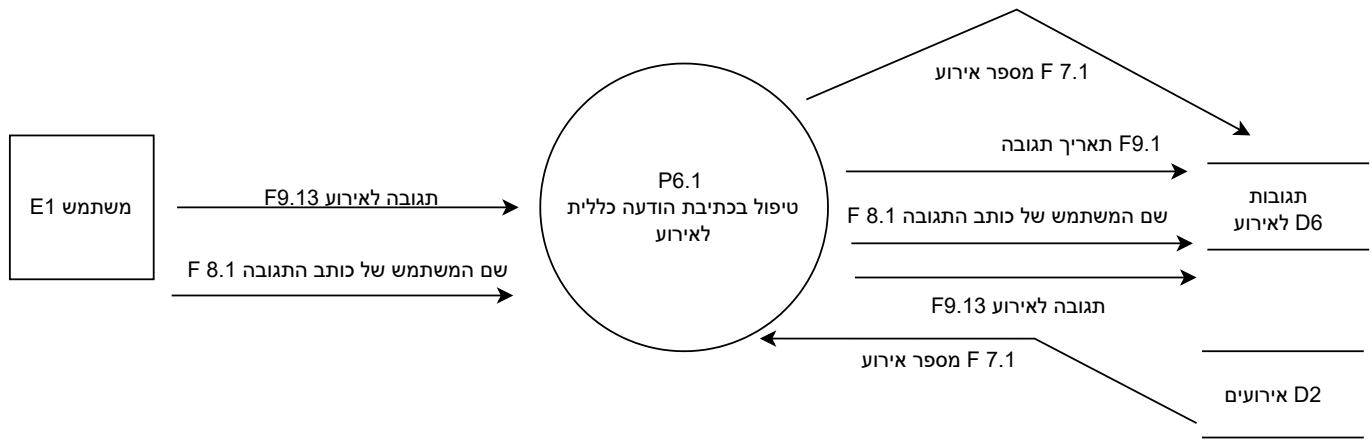 F 7.1 מספר אירוע
F9.1 תאריך תגובה
P6.1
טיפול בכתיבת הודעה כללית
לאירוע
תגובות
לאירוע D6
משתמש E1
תגובה לאירוע F9.13
שם המשתמש של כותב התגובה F 8.1
שם המשתמש של כותב התגובה F 8.1
תגובה לאירוע F9.13
F 7.1 מספר אירוע
D2 אירועים